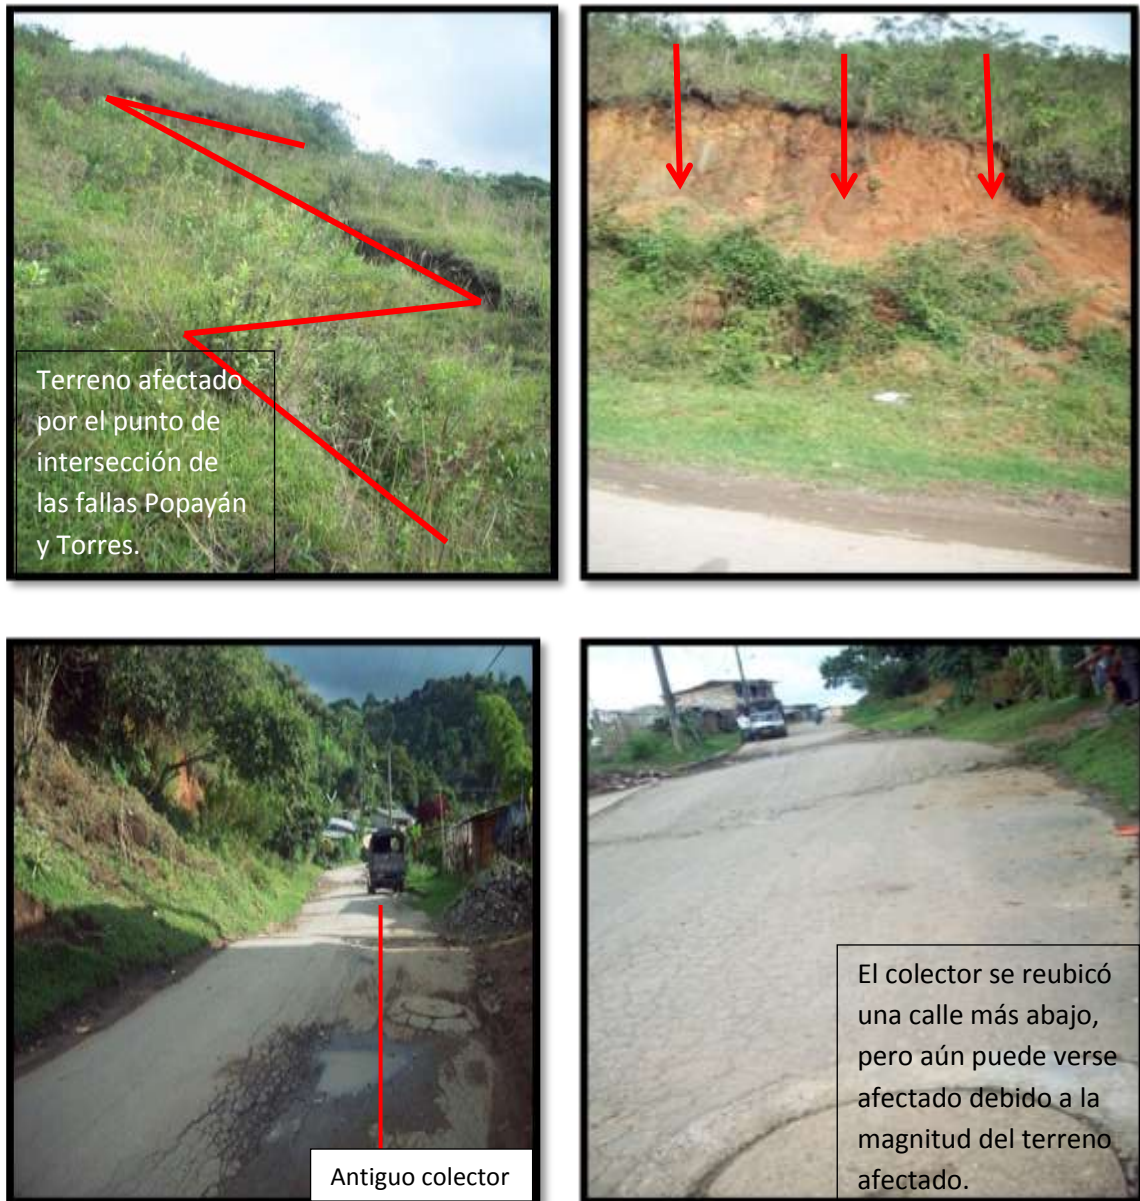 Terreno afectado
por el punto de
intersección de
las fallas Popayán
y Torres.
Antiguo colector
El colector se reubicó
una calle más abajo,
pero aún puede verse
afectado debido a la
magnitud del terreno
afectado.